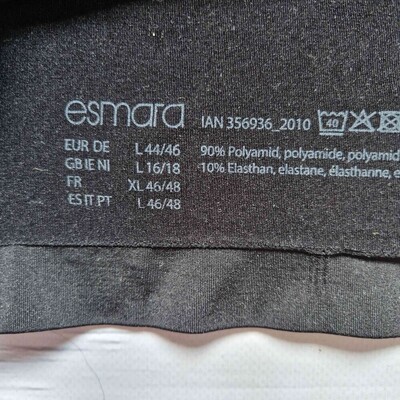 esmara IAN 356936_2010 40
EUR DE L 44/46 90% Polyamid, polyamide, polyamid
GB IE NI L 16/18 10% Elasthan, elastane, élasthanne, e
FR XL 46/48
ES IT PT L 46/48